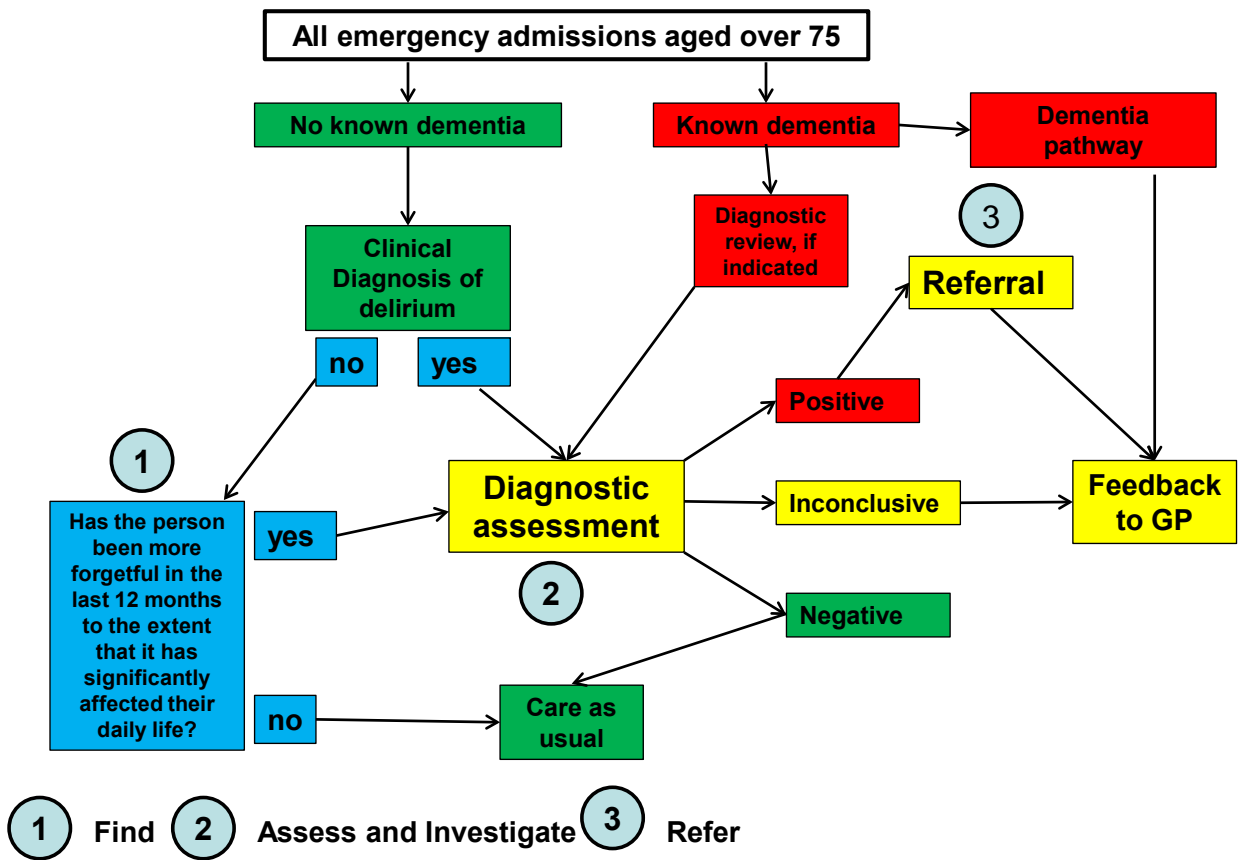 All emergency admissions aged over 75
No known dementia
Known dementia
Dementia
pathway
Clinical
Diagnosis of
delirium
Diagnostic
review, if
indicated
3
Referral
no
yes
Positive
1
Has the person
been more
forgetful in the
last 12 months
to the extent
that it has
significantly
affected their
daily life?
yes
Diagnostic
assessment
Inconclusive
Feedback
to GP
2
Negative
no
Care as
usual
1 Find 2 Assess and Investigate 3 Refer